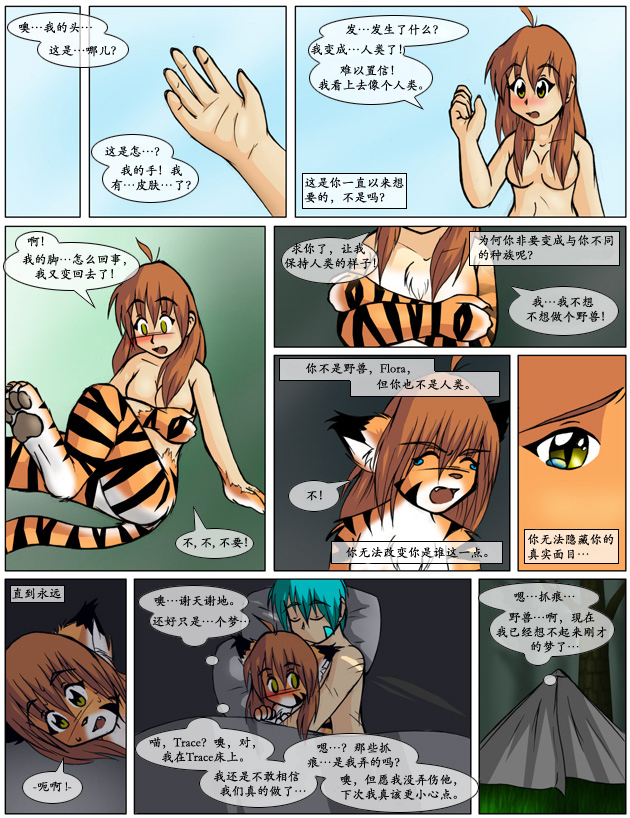 噢…我的头…
这是…哪儿?
这是怎…?
我的手! 我
有…皮肤…了?
发…发生了什么?
我变成…人类了!
难以置信!
我看上去像个人类。
这是你一直以来想
要的,不是吗?
啊!
我的脚…怎么回事,
我又变回去了!
不,不,不要!
求你了,让我
保持人类的样子!
为何你非要变成与你不同
的种族呢?
我…我不想
不想做个野兽!
你不是野兽,Flora,
但你也不是人类。
不!
你无法改变你是谁这一点。
你无法隐藏你的
真实面目…
直到永远
-呃啊!-
噢…谢天谢地。
还好只是…个梦…
喵,Trace? 噢,对,
我在Trace床上。
我还是不敢相信
我们真的做了…
嗯…? 那些抓
痕…是我弄的吗?
噢,但愿我没弄伤他,
下次我真该更小心点。
嗯…抓痕…
野兽…啊, 现在
我已经想不起来刚才
的梦了…